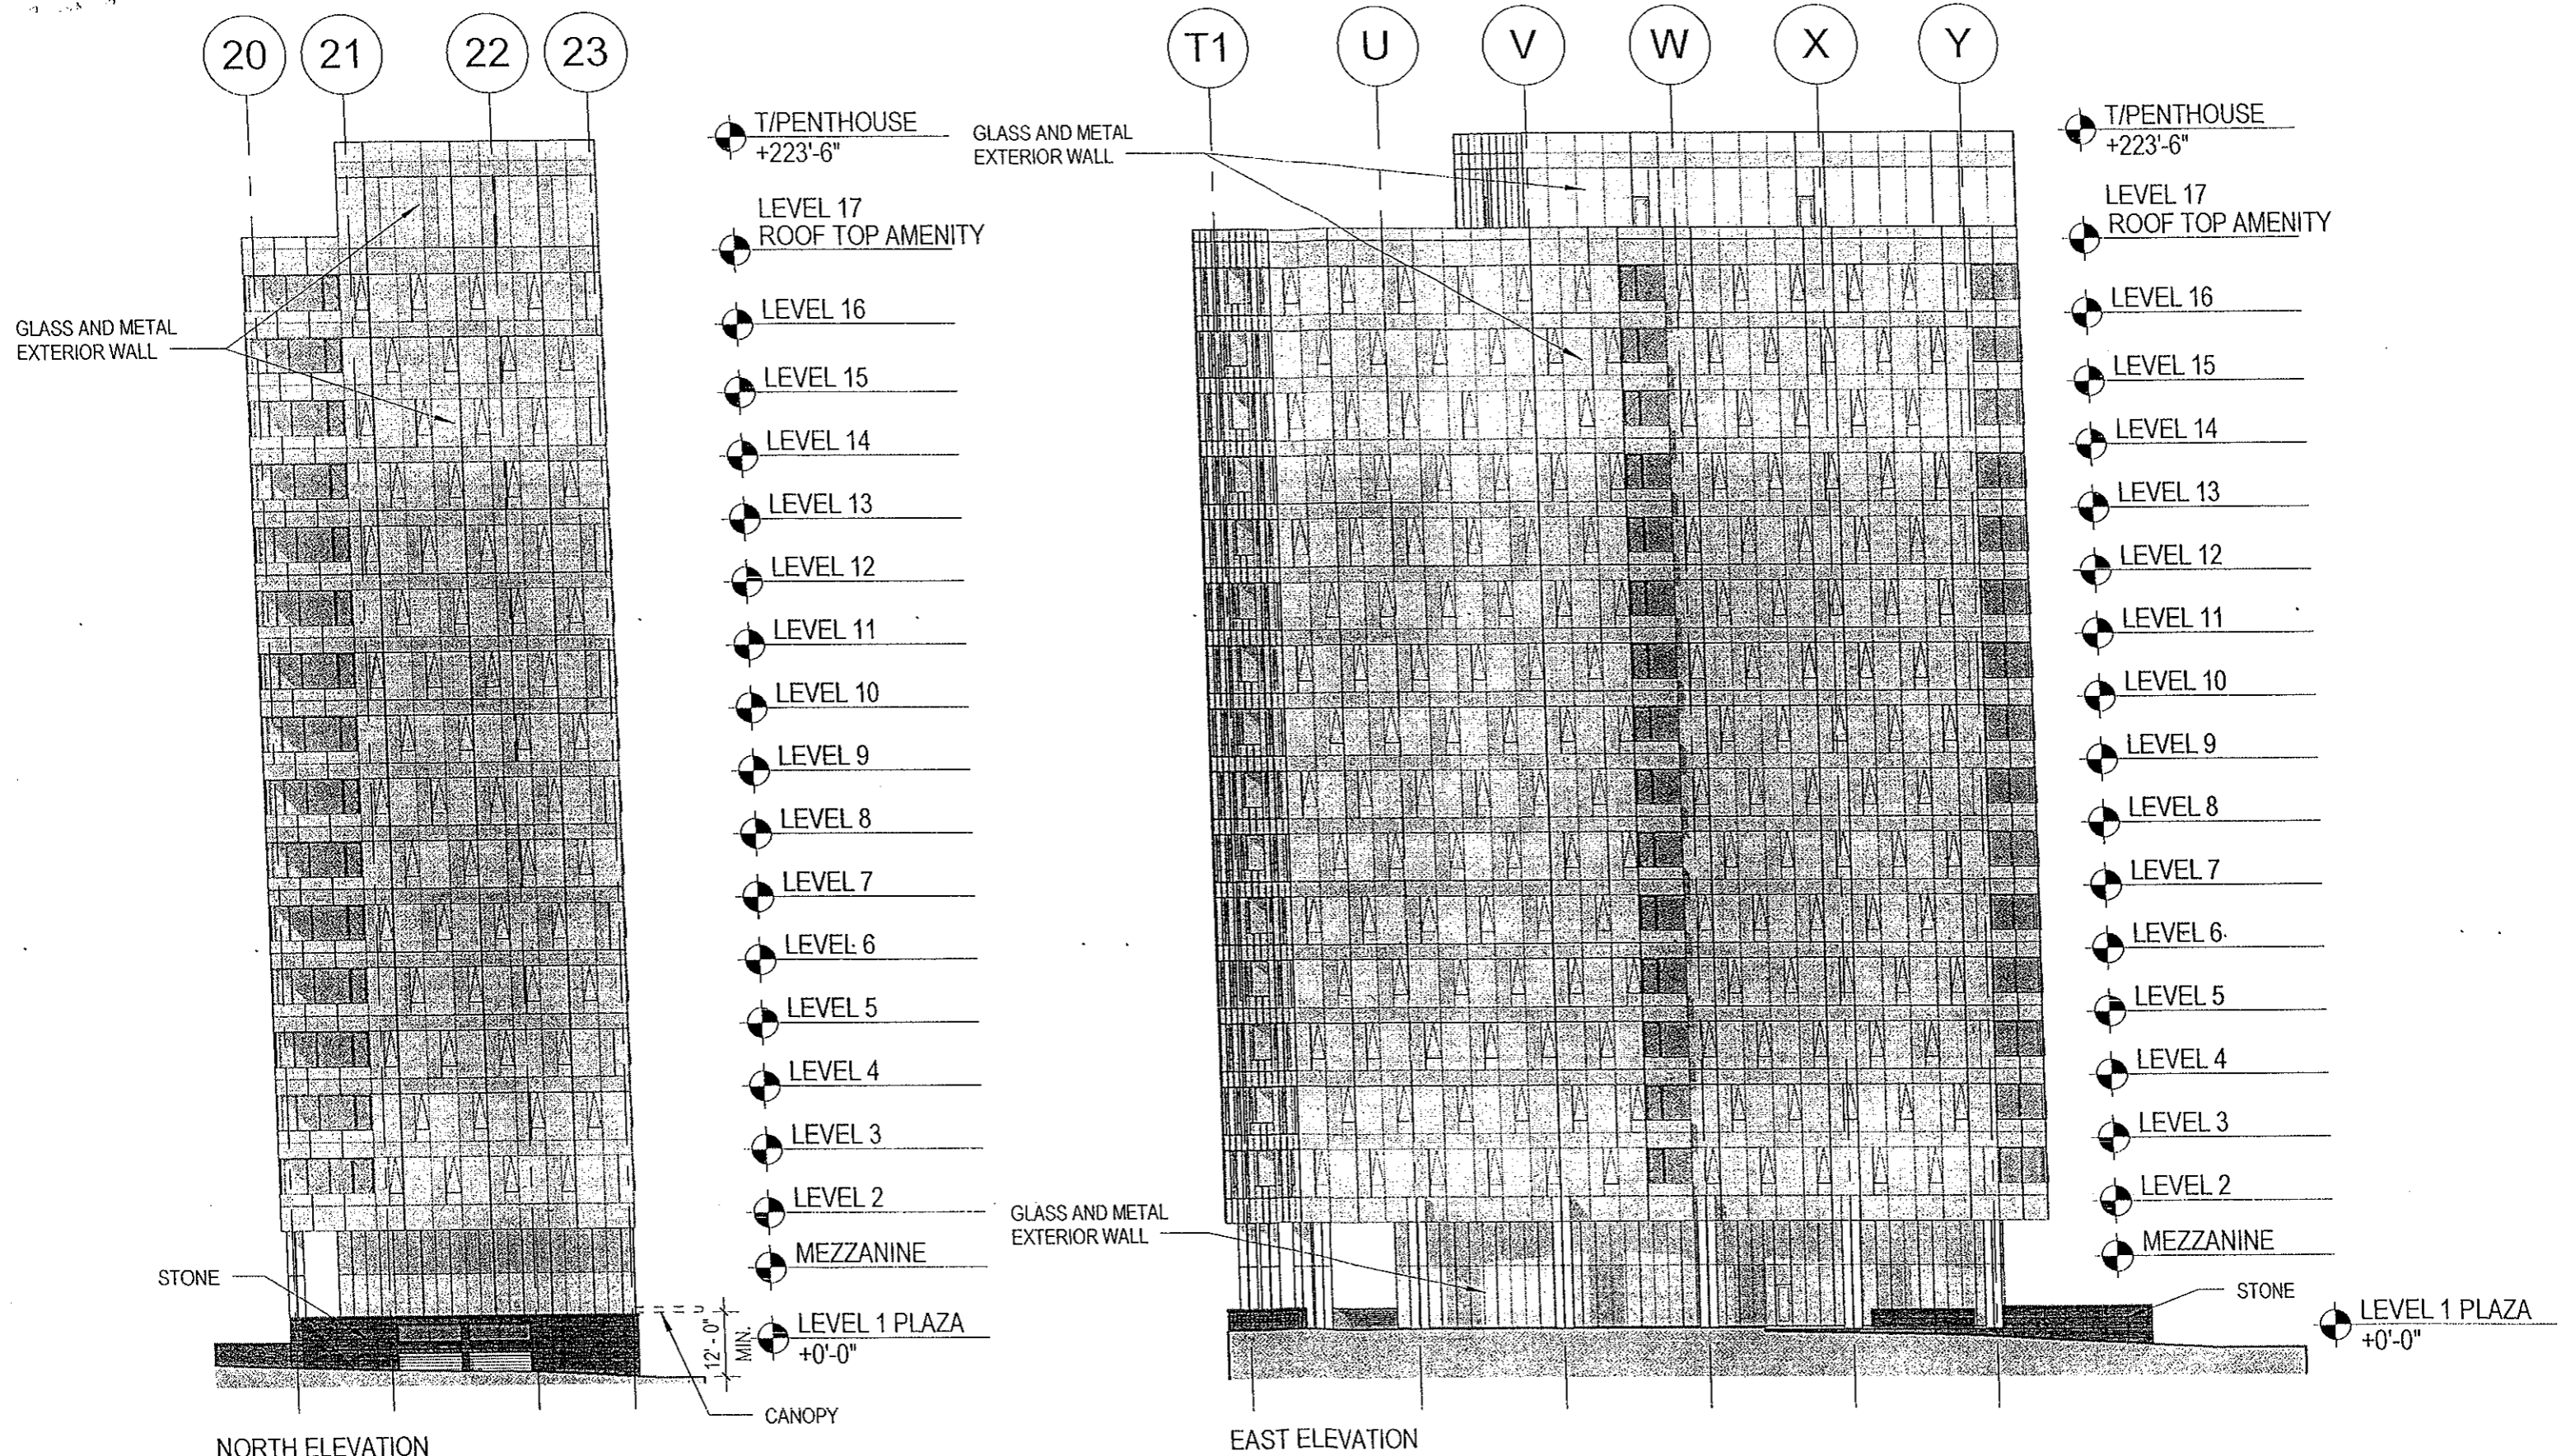 20 21 22 23
T/PENTHOUSE
+223'-6"
LEVEL 17
ROOF TOP AMENITY
LEVEL 16
LEVEL 15
LEVEL 14
LEVEL 13
LEVEL 12
LEVEL 11
LEVEL 10
LEVEL 9
LEVEL 8
LEVEL 7
LEVEL 6
LEVEL 5
LEVEL 4
LEVEL 3
LEVEL 2
MEZZANINE
LEVEL 1 PLAZA
+0'-0"
GLASS AND METAL
EXTERIOR WALL
STONE
12'-0"
MIN.
CANOPY
NORTH ELEVATION
T1 U V W X Y
GLASS AND METAL
EXTERIOR WALL
T/PENTHOUSE
+223'-6"
LEVEL 17
ROOF TOP AMENITY
LEVEL 16
LEVEL 15
LEVEL 14
LEVEL 13
LEVEL 12
LEVEL 11
LEVEL 10
LEVEL 9
LEVEL 8
LEVEL 7
LEVEL 6
LEVEL 5
LEVEL 4
LEVEL 3
LEVEL 2
MEZZANINE
GLASS AND METAL
EXTERIOR WALL
STONE
LEVEL 1 PLAZA
+0'-0"
EAST ELEVATION